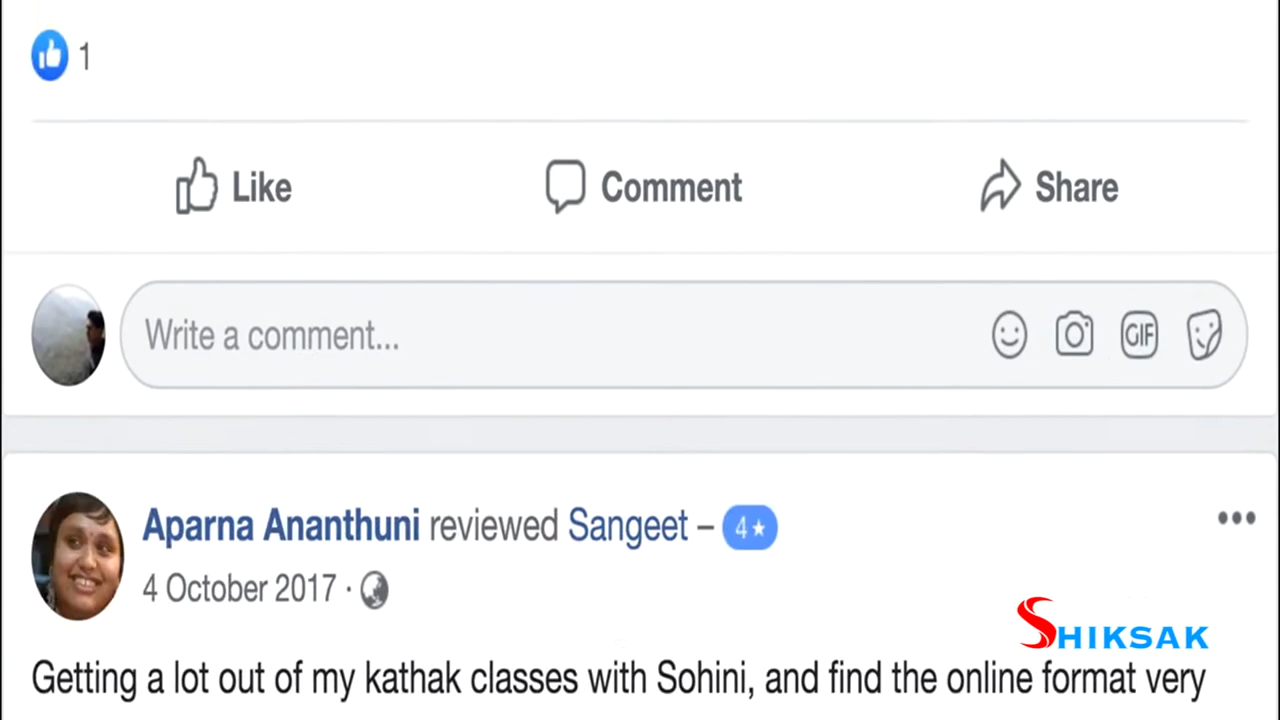 1
Like Comment Share
Write a comment... GIF
Aparna Ananthuni reviewed Sangeet – 4★
4 October 2017 ·
SHIKSAK
Getting a lot out of my kathak classes with Sohini, and find the online format very